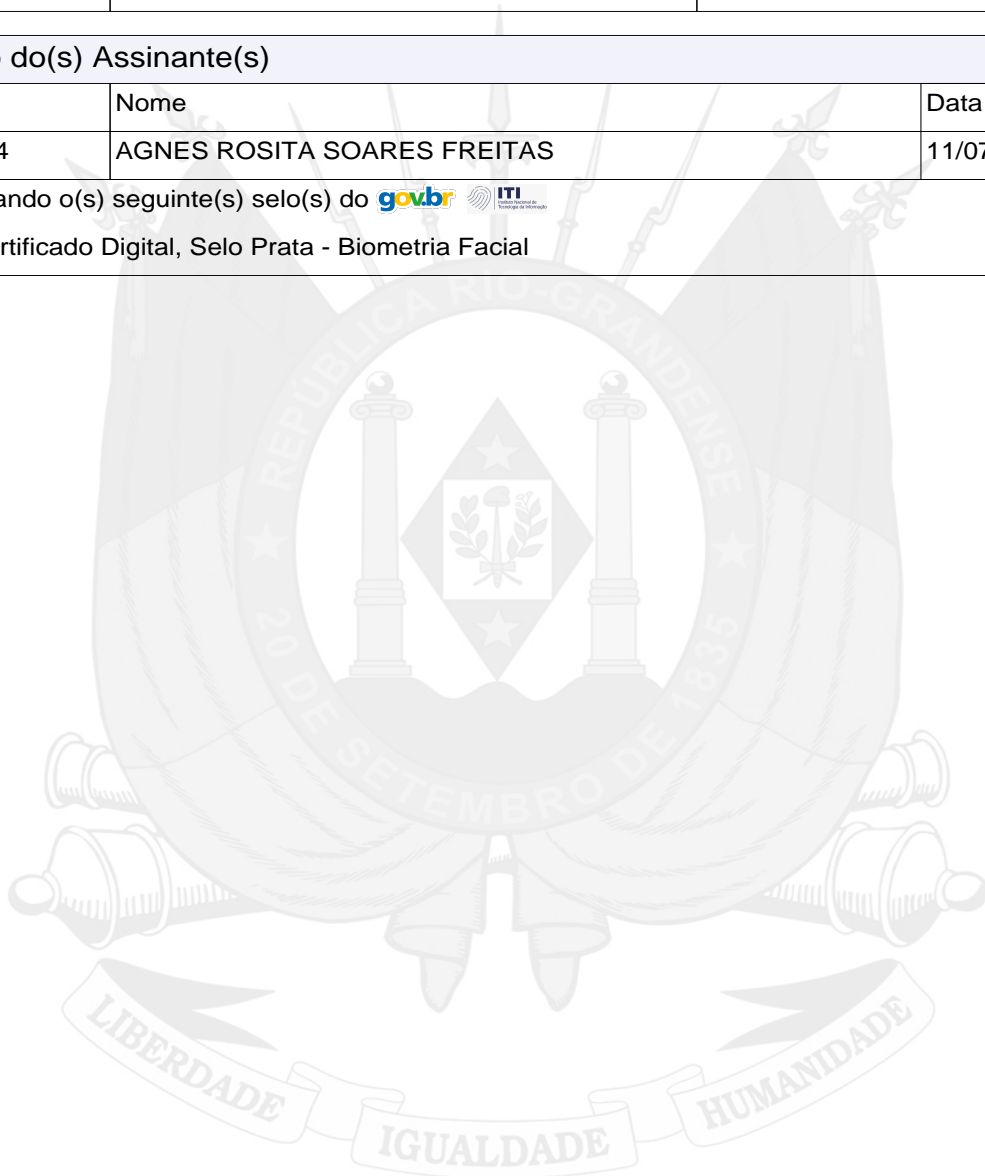 do(s) Assinante(s)
Nome Data
4 AGNES ROSITA SOARES FREITAS 11/07
ando o(s) seguinte(s) selo(s) do gov.br ITI
rtificado Digital, Selo Prata - Biometria Facial
REPÚBLICA RIO-GRANDENSE
20 DE SETEMBRO DE 1835
LIBERDADE IGUALDADE HUMANIDADE